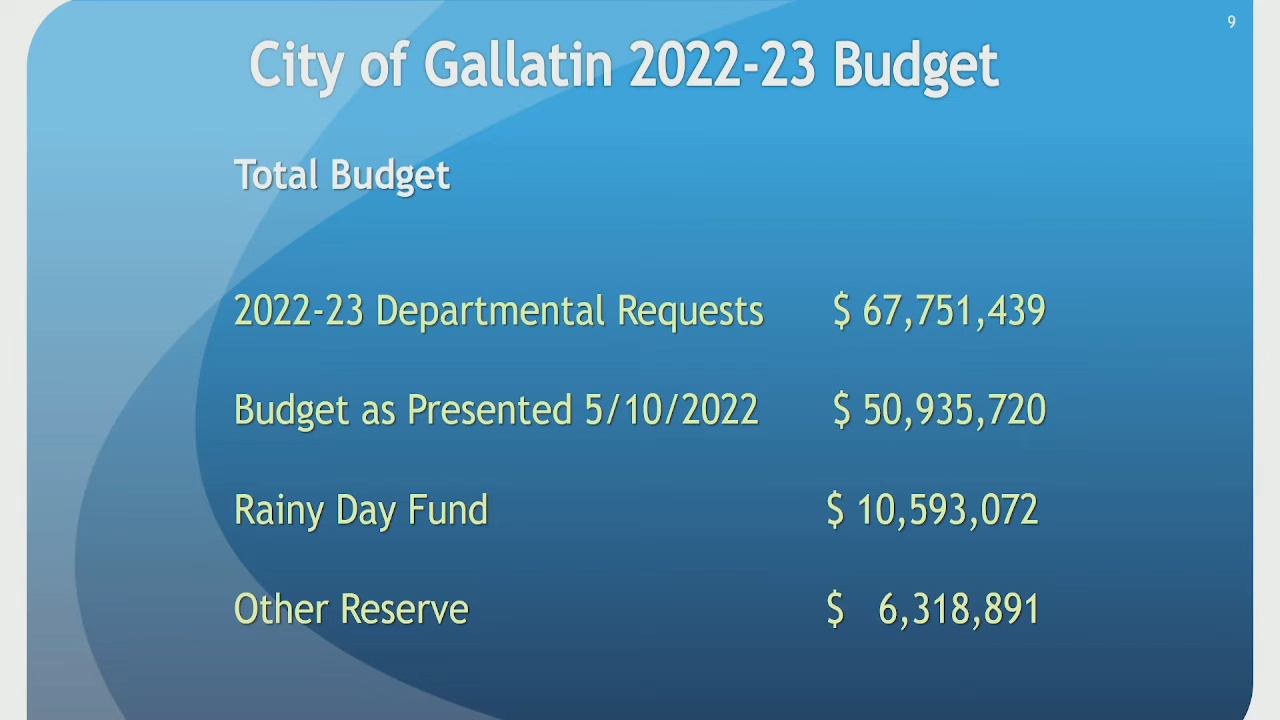 9
City of Gallatin 2022-23 Budget
Total Budget
2022-23 Departmental Requests $ 67,751,439
Budget as Presented 5/10/2022 $ 50,935,720
Rainy Day Fund $ 10,593,072
Other Reserve $ 6,318,891